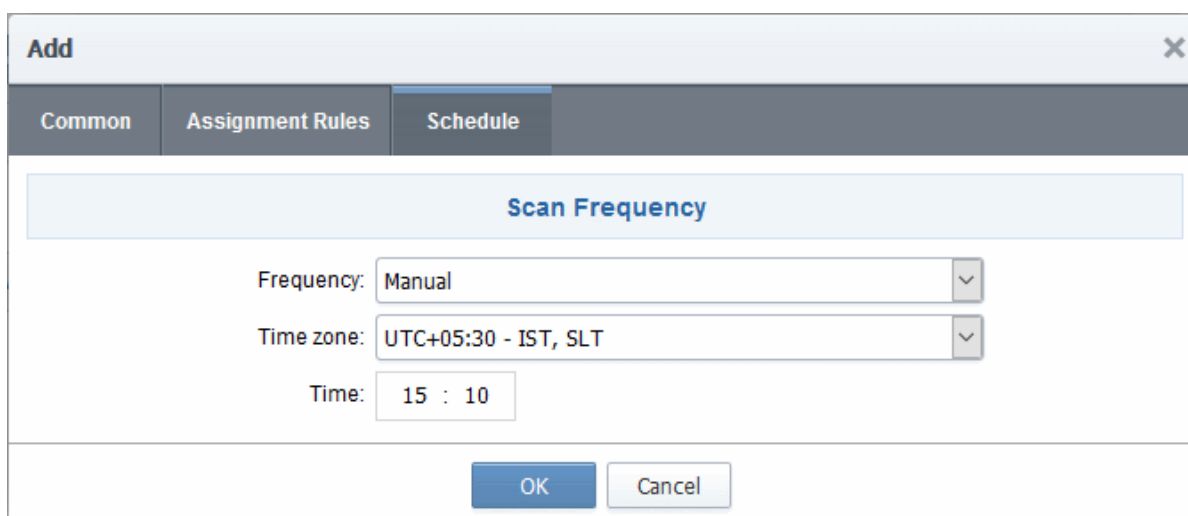 Add
Common Assignment Rules Schedule
Scan Frequency
Frequency: Manual
Time zone: UTC+05:30 - IST, SLT
Time: 15 : 10
OK Cancel